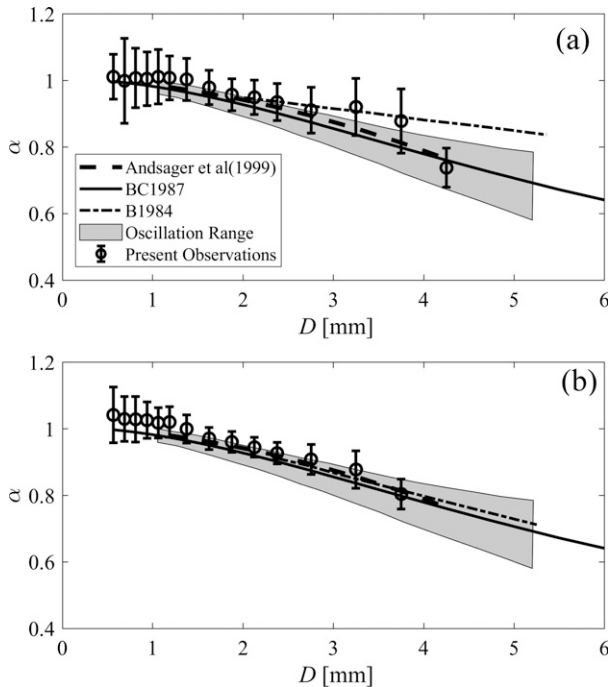 (a)
1.2
1
0.8
0.6
0.4
α
Andsager et al(1999)
BC1987
B1984
Oscillation Range
Present Observations
0 1 2 3 4 5 6
D [mm]
(b)
1.2
1
0.8
0.6
0.4
α
0 1 2 3 4 5 6
D [mm]